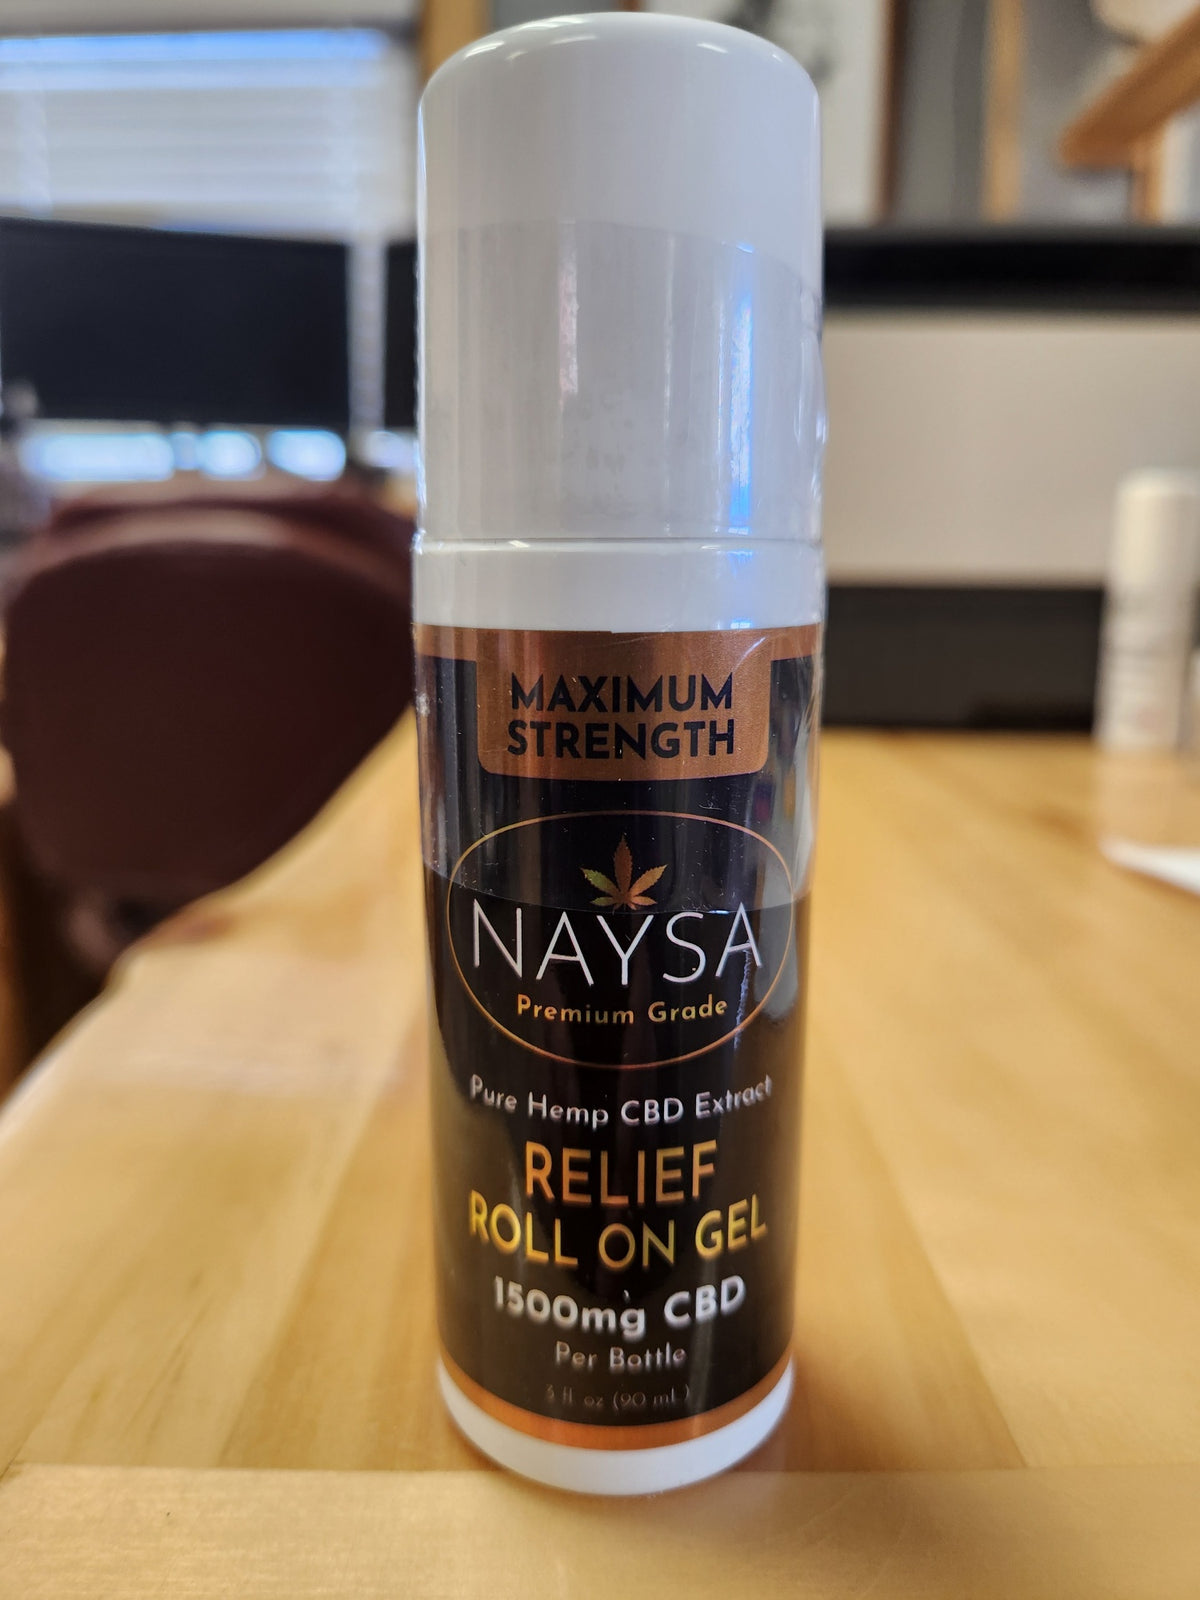 MAXIMUM
STRENGTH
NAYSA
Premium Grade
Pure Hemp CBD Extract
RELIEF
ROLL ON GEL
1500mg CBD
Per Bottle
3 fl oz (90 mL)